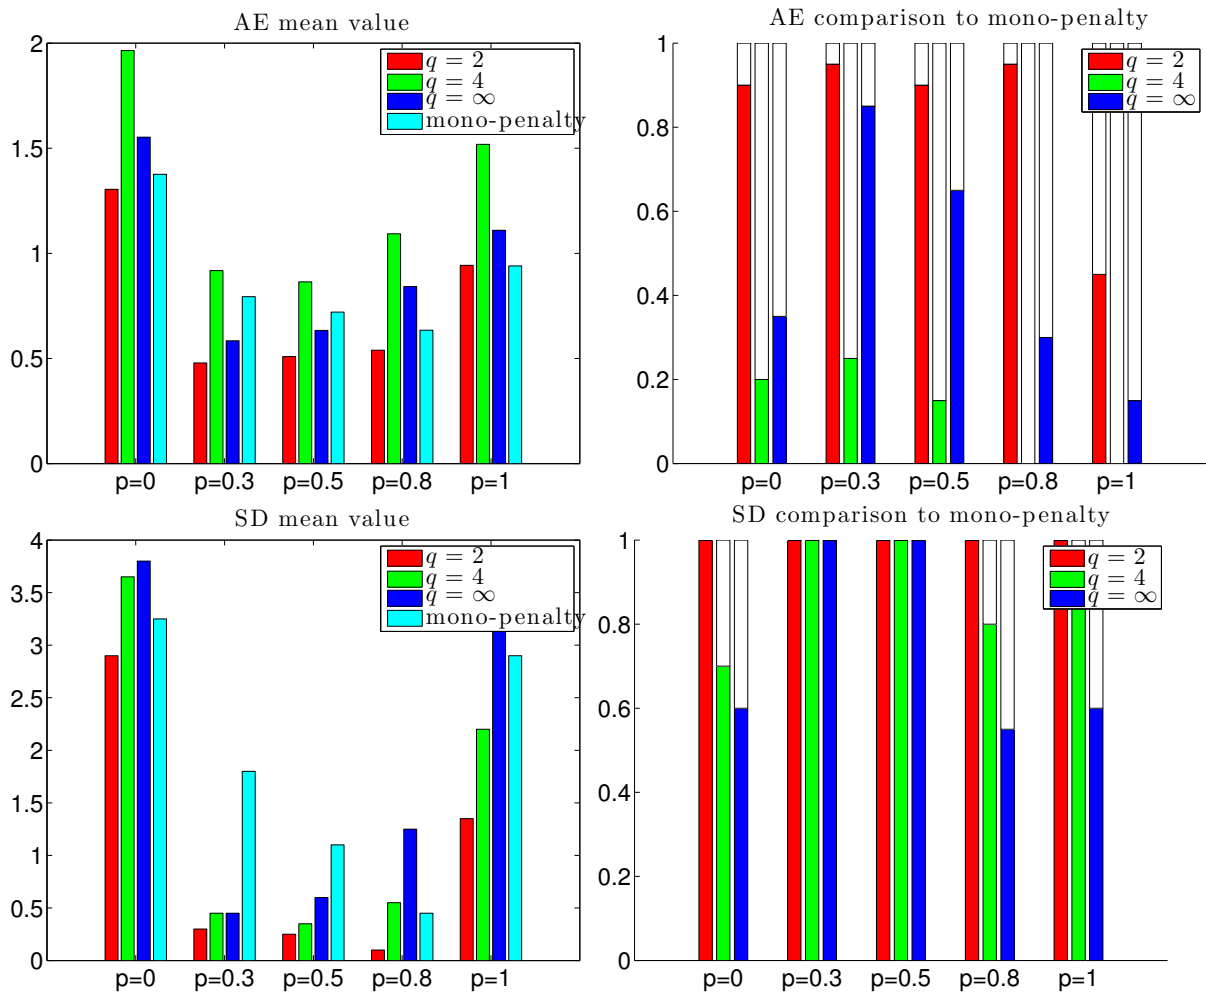 AE mean value
2
1.5
1
0.5
0
q = 2
q = 4
q = ∞
mono-penalty
p=0 p=0.3 p=0.5 p=0.8 p=1
AE comparison to mono-penalty
1
0.8
0.6
0.4
0.2
0
q = 2
q = 4
q = ∞
p=0 p=0.3 p=0.5 p=0.8 p=1
SD mean value
4
3.5
3
2.5
2
1.5
1
0.5
0
q = 2
q = 4
q = ∞
mono-penalty
p=0 p=0.3 p=0.5 p=0.8 p=1
SD comparison to mono-penalty
1
0.8
0.6
0.4
0.2
0
q = 2
q = 4
q = ∞
p=0 p=0.3 p=0.5 p=0.8 p=1